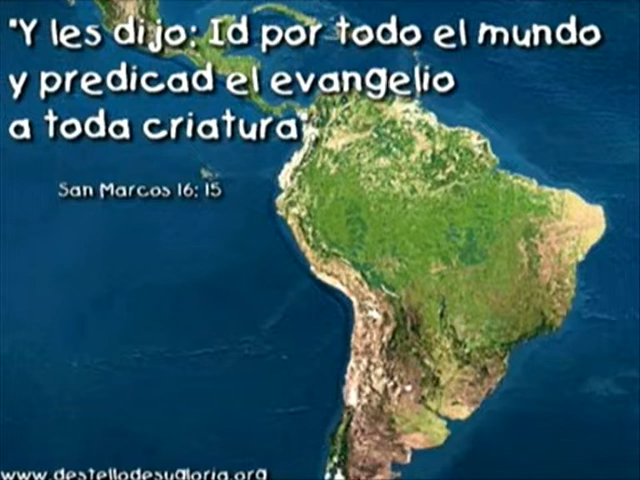 "Y les dijo: Id por todo el mundo
y predicad el evangelio
a toda criatura"
San Marcos 16: 15
www.destellodesugloria.org